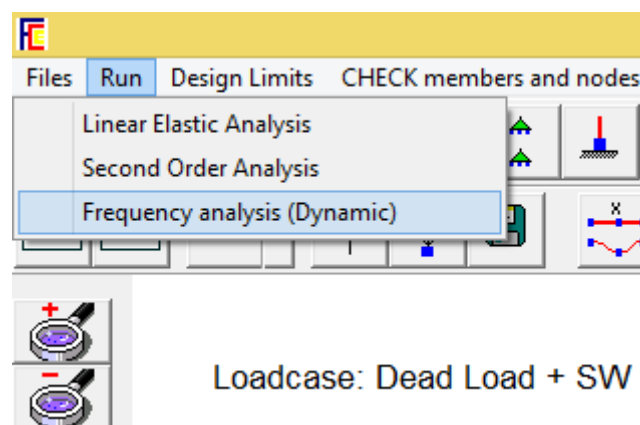 FCE
Files Run Design Limits CHECK members and nodes
Linear Elastic Analysis
Second Order Analysis
Frequency analysis (Dynamic)
X
+
-
Loadcase: Dead Load + SW